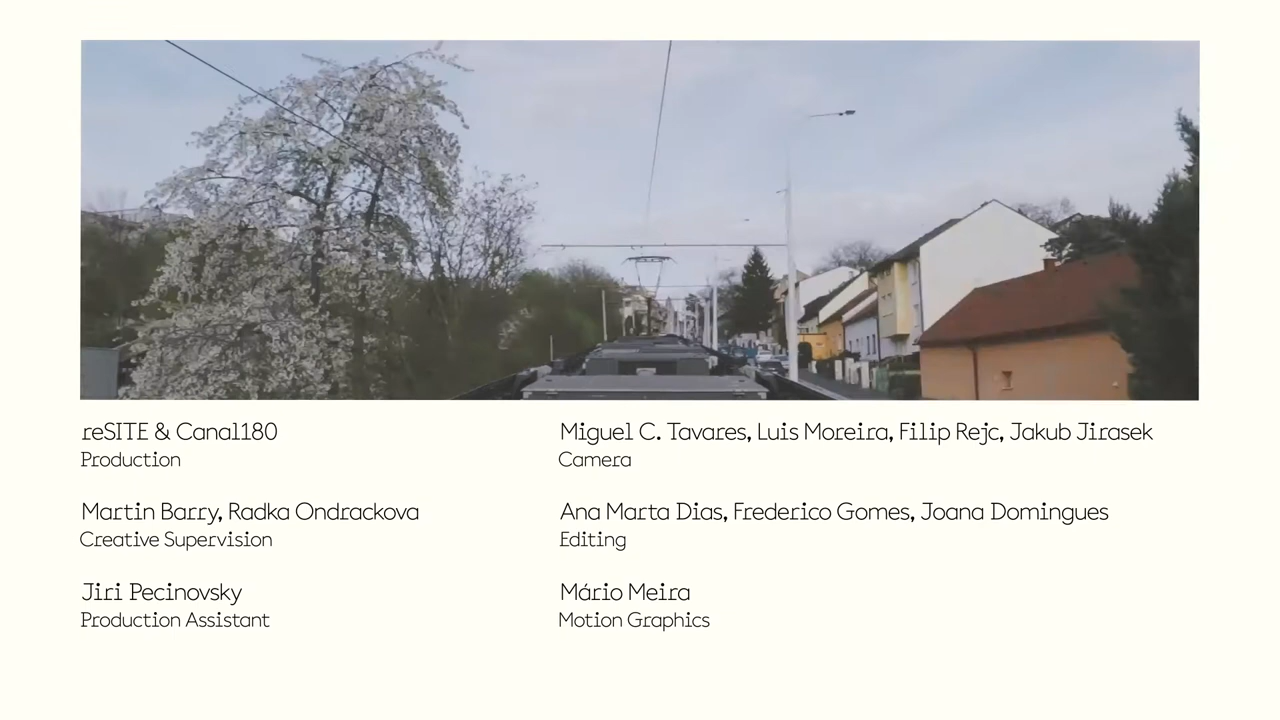 reSITE & Canal180
Production
Martin Barry, Radka Ondrackova
Creative Supervision
Jiri Pecinovsky
Production Assistant
Miguel C. Tavares, Luis Moreira, Filip Rejc, Jakub Jirasek
Camera
Ana Marta Dias, Frederico Gomes, Joana Domingues
Editing
Mário Meira
Motion Graphics